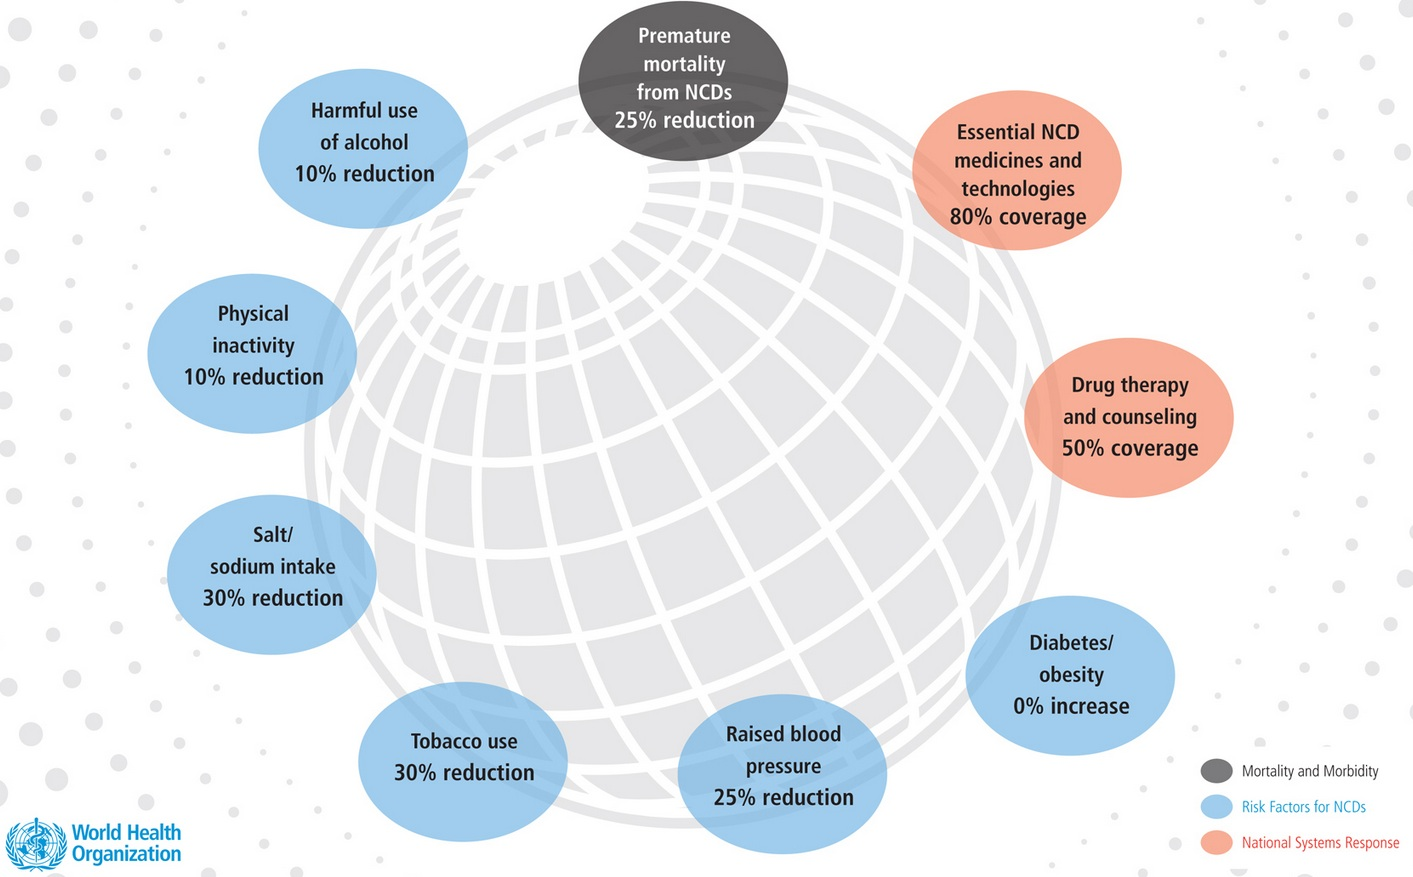 Premature
mortality
from NCDs
25% reduction
Essential NCD
medicines and
technologies
80% coverage
Drug therapy
and counseling
50% coverage
Diabetes/
obesity
0% increase
Raised blood
pressure
25% reduction
Tobacco use
30% reduction
Salt/
sodium intake
30% reduction
Physical
inactivity
10% reduction
Harmful use
of alcohol
10% reduction
Mortality and Morbidity
Risk Factors for NCDs
National Systems Response
World Health
Organization